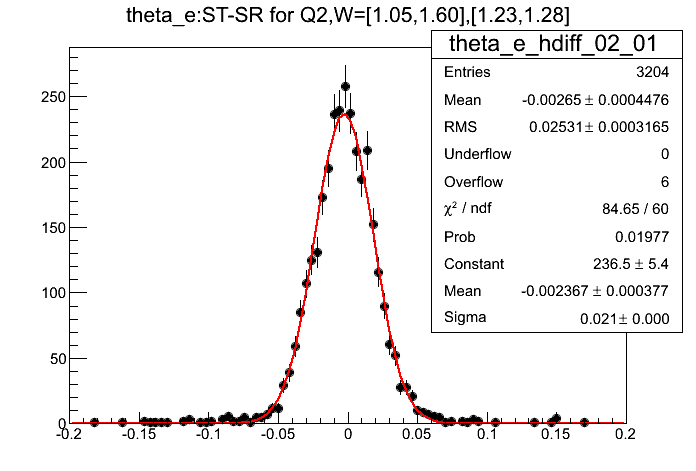 theta_e:ST-SR for Q2,W=[1.05,1.60],[1.23,1.28]
theta_e_hdiff_02_01
Entries 3204
Mean -0.00265 ± 0.0004476
RMS 0.02531 ± 0.0003165
Underflow 0
Overflow 6
χ² / ndf 84.65 / 60
Prob 0.01977
Constant 236.5 ± 5.4
Mean -0.002367 ± 0.000377
Sigma 0.021 ± 0.000
250
200
150
100
50
0
-0.2 -0.15 -0.1 -0.05 0 0.05 0.1 0.15 0.2